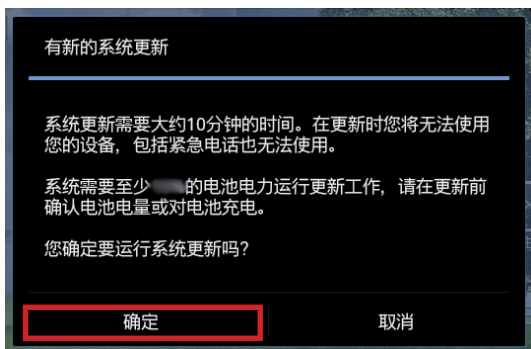 有新的系统更新
系统更新需要大约10分钟的时间。在更新时您将无法使用
您的设备，包括紧急电话也无法使用。
系统需要至少 的电池电力运行更新工作，请在更新前
确认电池电量或对电池充电。
您确定要运行系统更新吗?
确定
取消